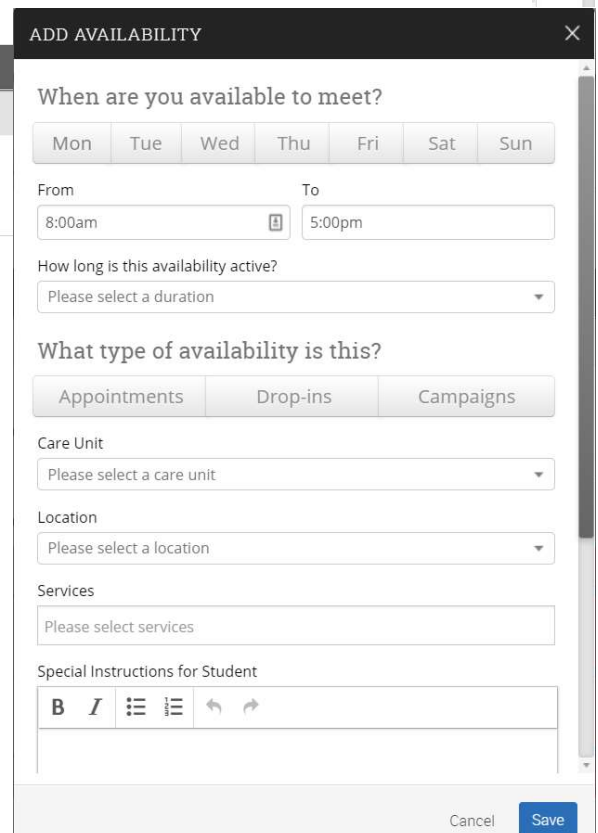 ADD AVAILABILITY
When are you available to meet?
Mon Tue Wed Thu Fri Sat Sun
From To
8:00am 5:00pm
How long is this availability active?
Please select a duration
What type of availability is this?
Appointments Drop-ins Campaigns
Care Unit
Please select a care unit
Location
Please select a location
Services
Please select services
Special Instructions for Student
B I
Cancel Save